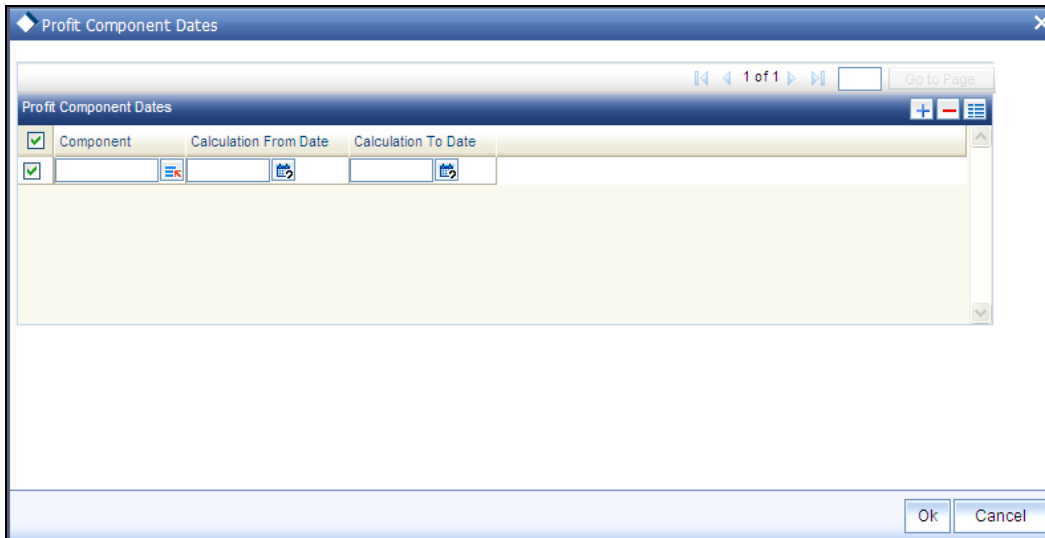 Profit Component Dates
1 of 1 Go to Page
Profit Component Dates
Component Calculation From Date Calculation To Date
Ok Cancel